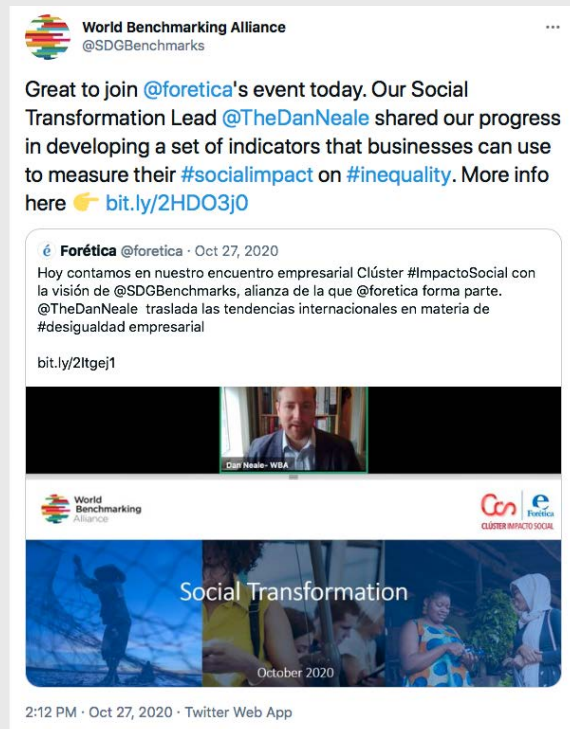 World Benchmarking Alliance
@SDGBenchmarks
Great to join @foretica's event today. Our Social
Transformation Lead @TheDanNeale shared our progress
in developing a set of indicators that businesses can use
to measure their #socialimpact on #inequality. More info
here 👉 bit.ly/2HDO3j0
é Forética @foretica · Oct 27, 2020
Hoy contamos en nuestro encuentro empresarial Clúster #ImpactoSocial con
la visión de @SDGBenchmarks, alianza de la que @foretica forma parte.
@TheDanNeale traslada las tendencias internacionales en materia de
#desigualdad empresarial
bit.ly/2Itgej1
Dan Neale- WBA
World
Benchmarking
Alliance
Ccs
e
Forética
CLÚSTER IMPACTO SOCIAL
Social Transformation
October 2020
2:12 PM · Oct 27, 2020 · Twitter Web App